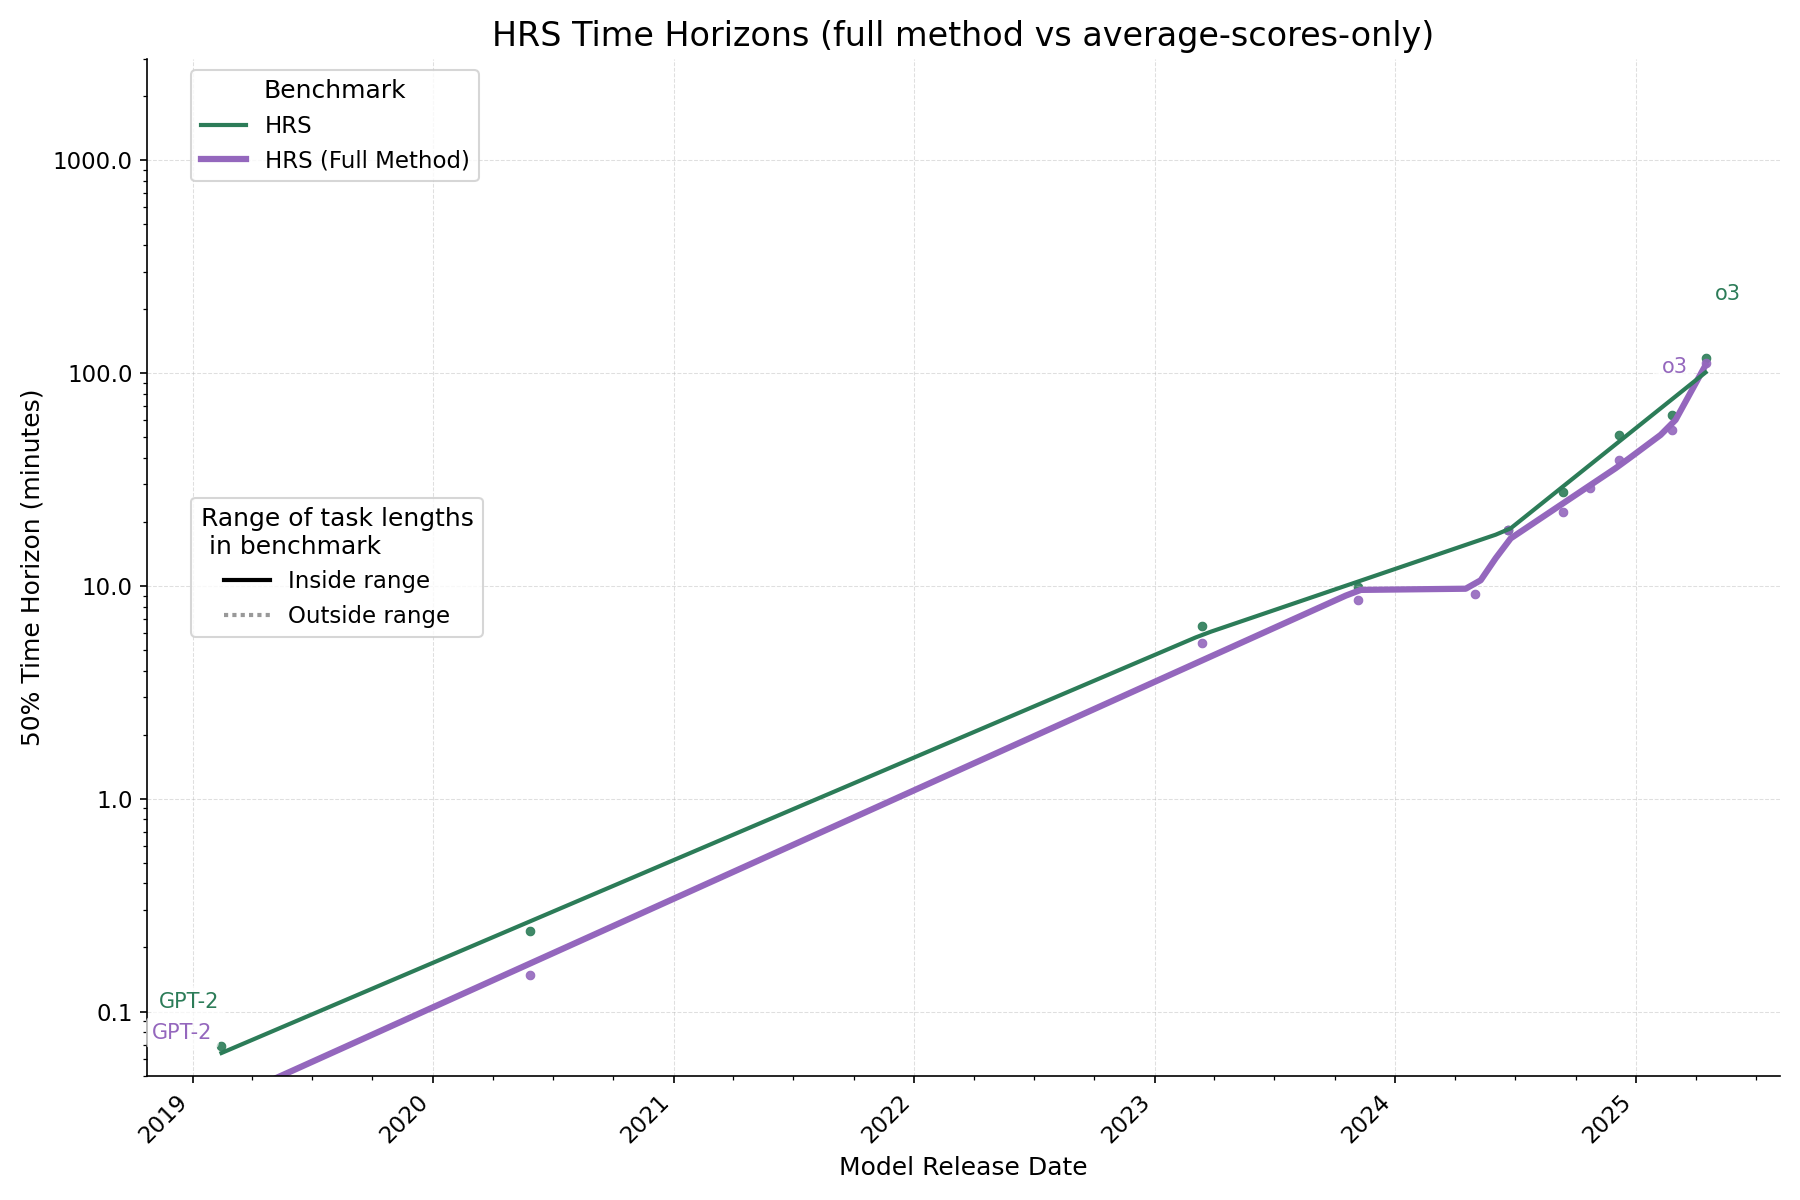 HRS Time Horizons (full method vs average-scores-only)
Benchmark
HRS
HRS (Full Method)
Range of task lengths
in benchmark
Inside range
Outside range
50% Time Horizon (minutes)
1000.0
100.0
10.0
1.0
0.1
o3
o3
GPT-2
GPT-2
2019
2020
2021
2022
2023
2024
2025
Model Release Date